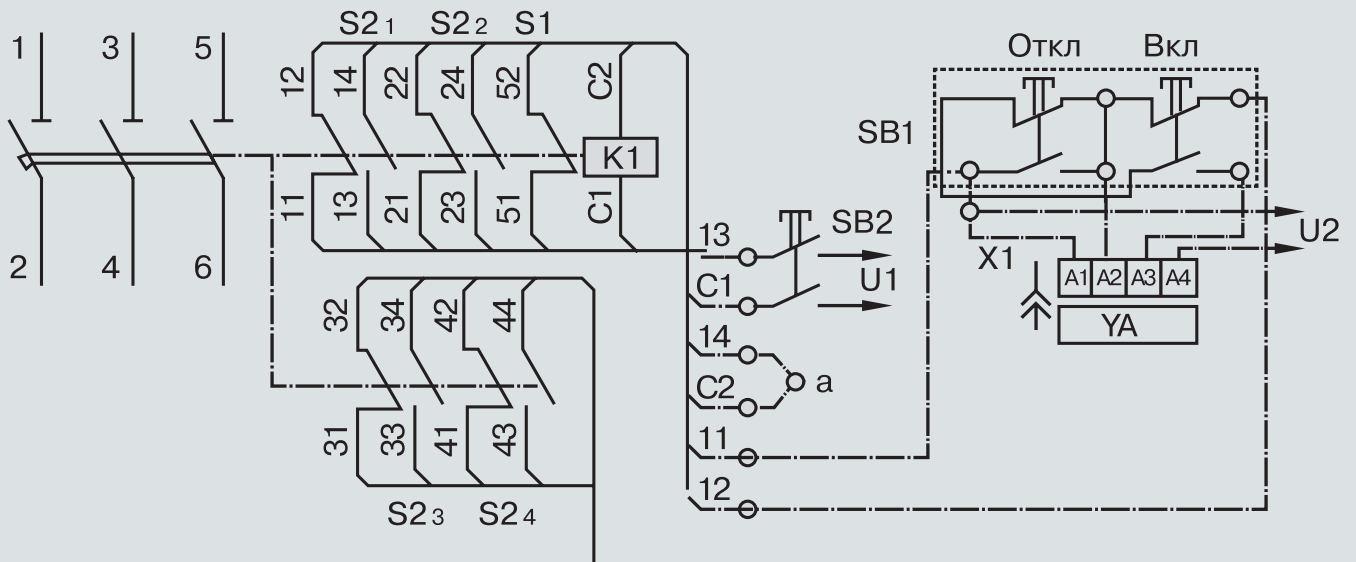 S2 1 S2 2 S1
1 3 5
12 14 22 24 52 C2
K1
11 13 21 23 51 C1
2 4 6
32 34 42 44
31 33 41 43
S2 3 S2 4
13 SB2
C1 U1
14
C2 a
11
12
Откл Вкл
SB1
U2
X1
A1 A2 A3 A4
YA